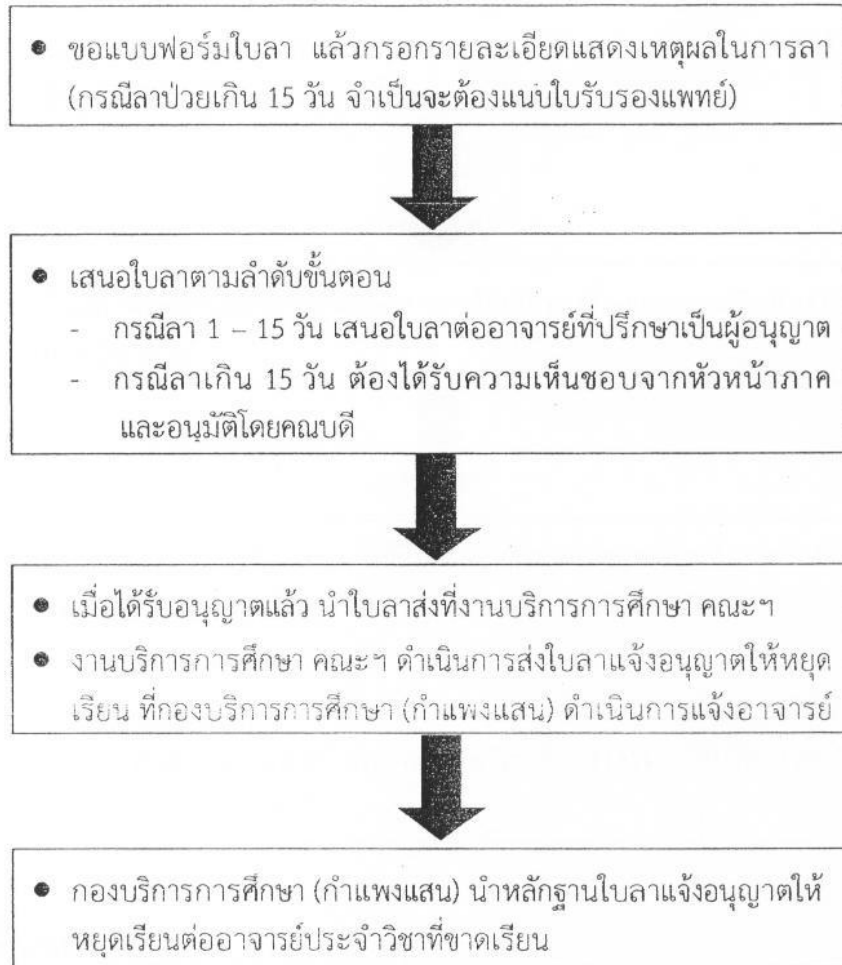 ● ขอแบบฟอร์มใบลา แล้วกรอกรายละเอียดแสดงเหตุผลในการลา
(กรณีลาป่วยเกิน 15 วัน จำเป็นจะต้องแนบใบรับรองแพทย์)
● เสนอใบลาตามลำดับขั้นตอน
- กรณีลา 1 – 15 วัน เสนอใบลาต่ออาจารย์ที่ปรึกษาเป็นผู้อนุญาต
- กรณีลาเกิน 15 วัน ต้องได้รับความเห็นชอบจากหัวหน้าภาค
และอนุมัติโดยคณบดี
● เมื่อได้รับอนุญาตแล้ว นำใบลาส่งที่งานบริการการศึกษา คณะฯ
● งานบริการการศึกษา คณะฯ ดำเนินการส่งใบลาแจ้งอนุญาตให้หยุด
เรียน ที่กองบริการการศึกษา (กำแพงแสน) ดำเนินการแจ้งอาจารย์
● กองบริการการศึกษา (กำแพงแสน) นำหลักฐานใบลาแจ้งอนุญาตให้
หยุดเรียนต่ออาจารย์ประจำวิชาที่ขาดเรียน